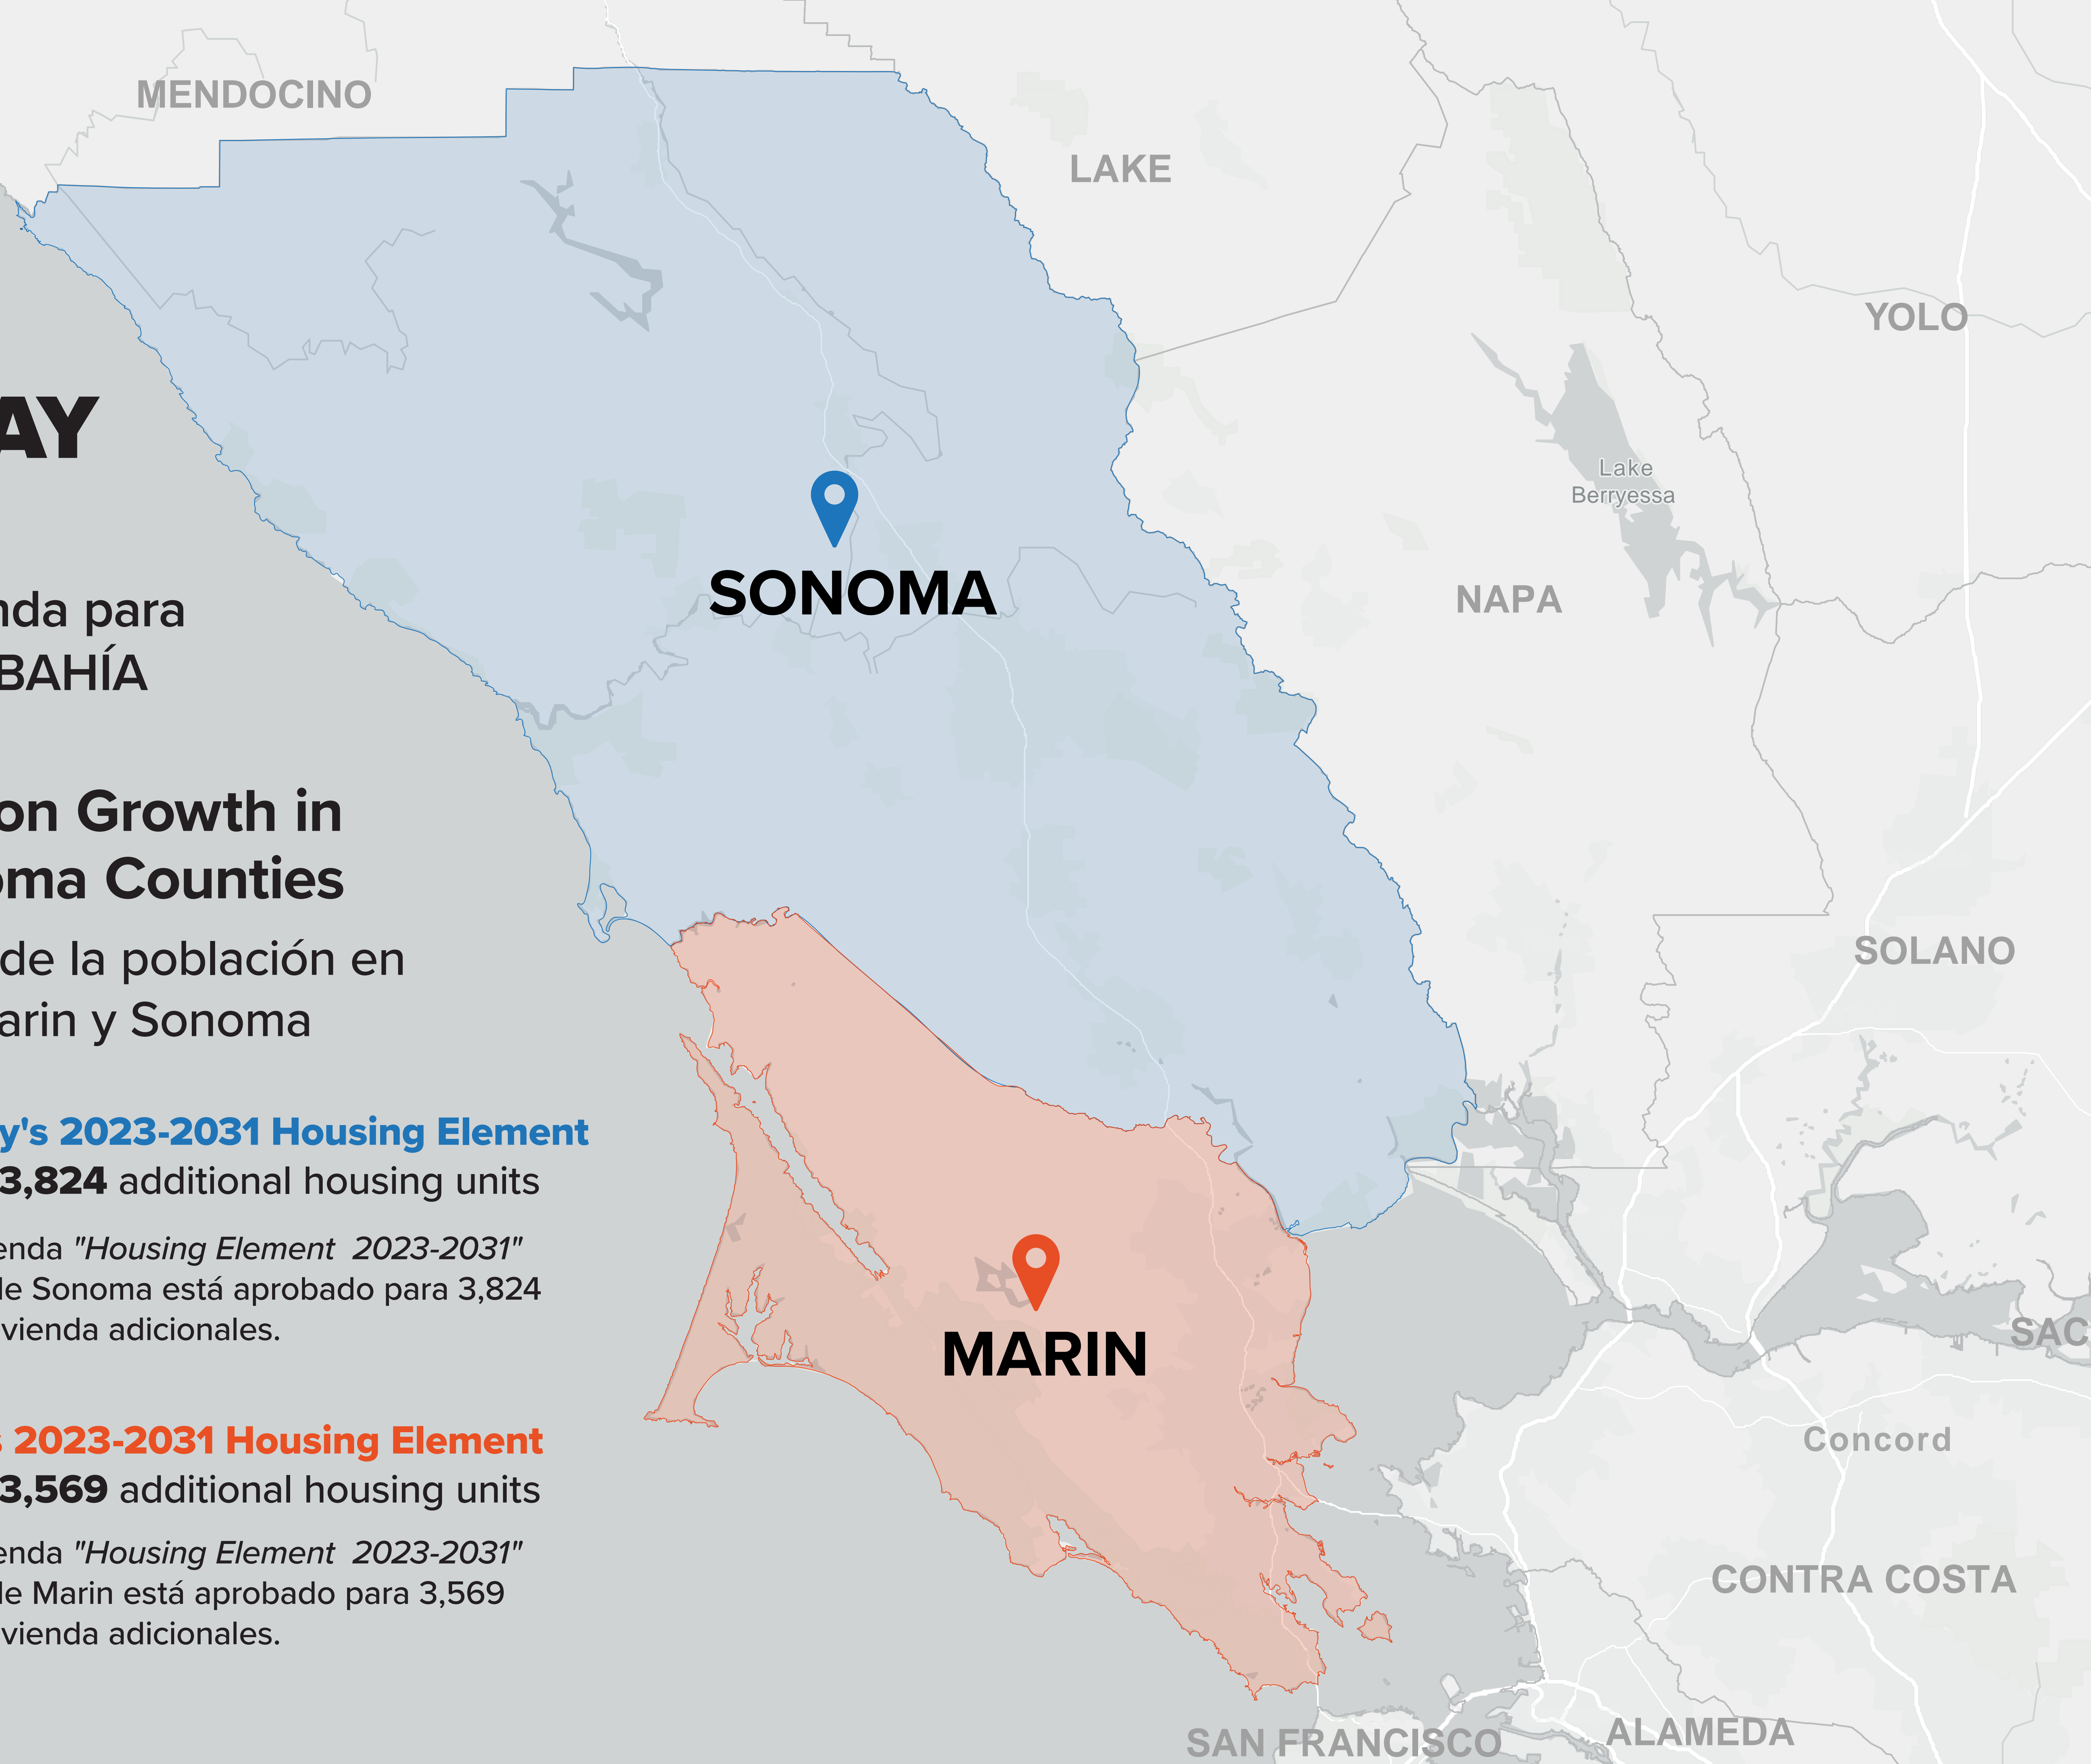 AY
nda para
BAHÍA
on Growth in
oma Counties
de la población en
arin y Sonoma
y's 2023-2031 Housing Element
3,824 additional housing units
enda "Housing Element 2023-2031"
de Sonoma está aprobado para 3,824
vienda adicionales.
s 2023-2031 Housing Element
3,569 additional housing units
enda "Housing Element 2023-2031"
de Marin está aprobado para 3,569
vienda adicionales.
MENDOCINO
LAKE
YOLO
Lake
Berryessa
SONOMA
NAPA
SOLANO
MARIN
SAC
Concord
CONTRA COSTA
SAN FRANCISCO
ALAMEDA